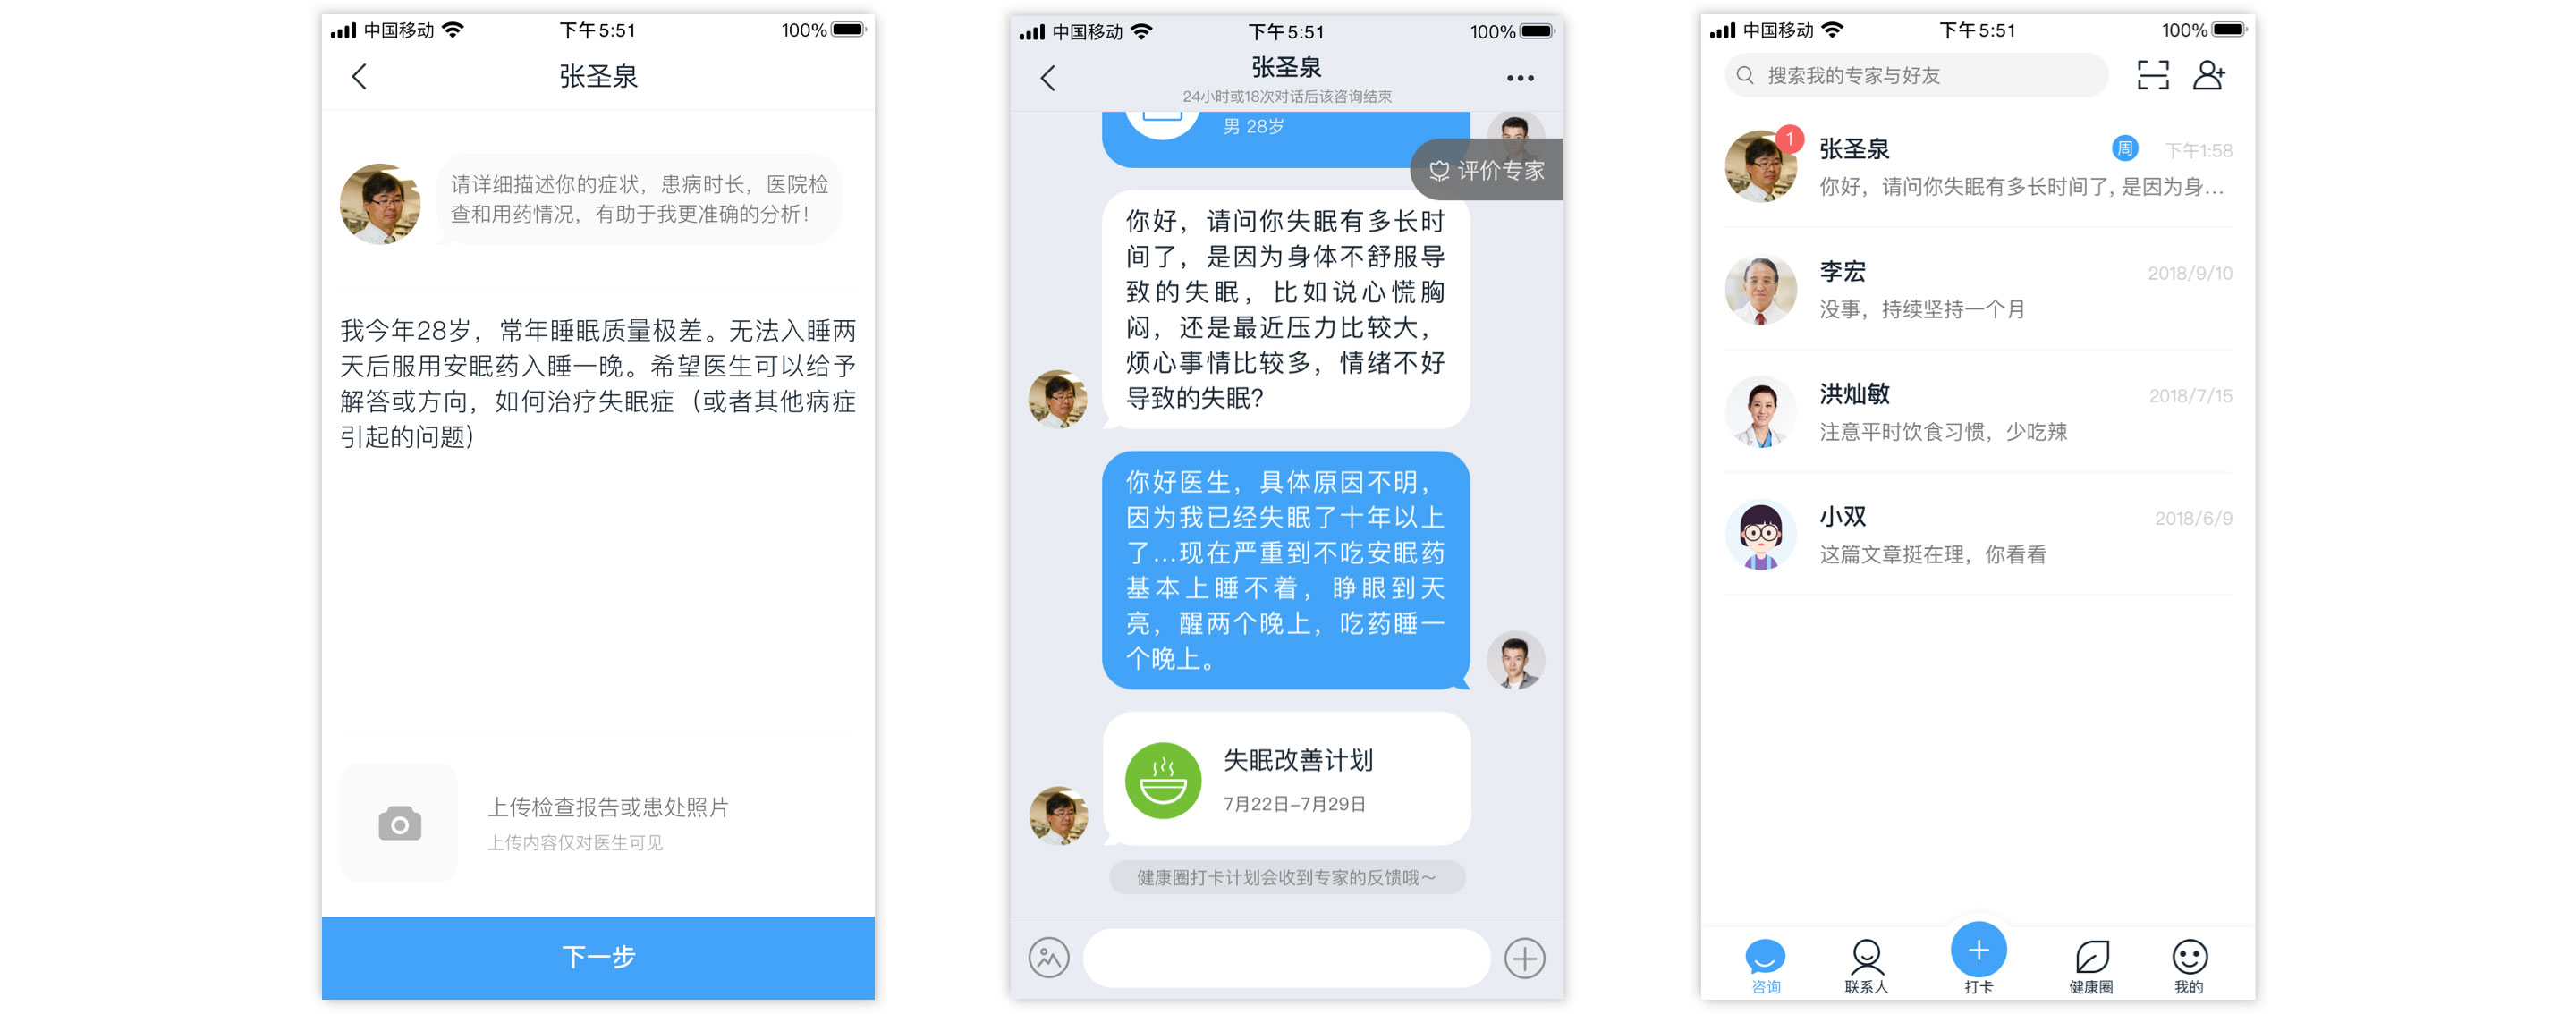 中国移动
下午5:51
100%
张圣泉
请详细描述你的症状，患病时长，医院检
查和用药情况，有助于我更准确的分析！
我今年28岁，常年睡眠质量极差。无法入睡两
天后服用安眠药入睡一晚。希望医生可以给予
解答或方向，如何治疗失眠症（或者其他病症
引起的问题）
上传检查报告或患处照片
上传内容仅对医生可见
下一步
中国移动
下午5:51
100%
张圣泉
24小时或18次对话后该咨询结束
男 28岁
评价专家
你好，请问你失眠有多长时
间了，是因为身体不舒服导
致的失眠，比如说心慌胸
闷，还是最近压力比较大，
烦心事情比较多，情绪不好
导致的失眠？
你好医生，具体原因不明，
因为我已经失眠了十年以上
了...现在严重到不吃安眠药
基本上睡不着，睁眼到天
亮，醒两个晚上，吃药睡一
个晚上。
失眠改善计划
7月22日-7月29日
健康圈打卡计划会收到专家的反馈哦～
中国移动
下午5:51
100%
搜索我的专家与好友
1
张圣泉
周
下午1:58
你好，请问你失眠有多长时间了，是因为身...
李宏
2018/9/10
没事，持续坚持一个月
洪灿敏
2018/7/15
注意平时饮食习惯，少吃辣
小双
2018/6/9
这篇文章挺在理，你看看
咨询
联系人
打卡
健康圈
我的